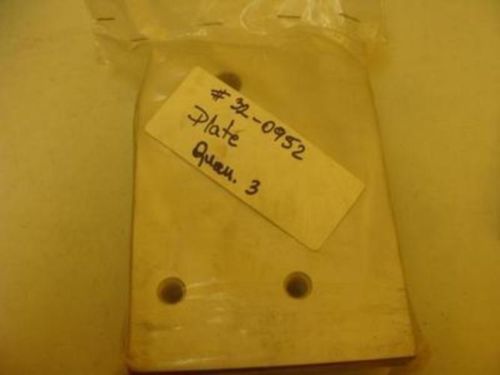 # 32-0952
Plate
Quan. 3